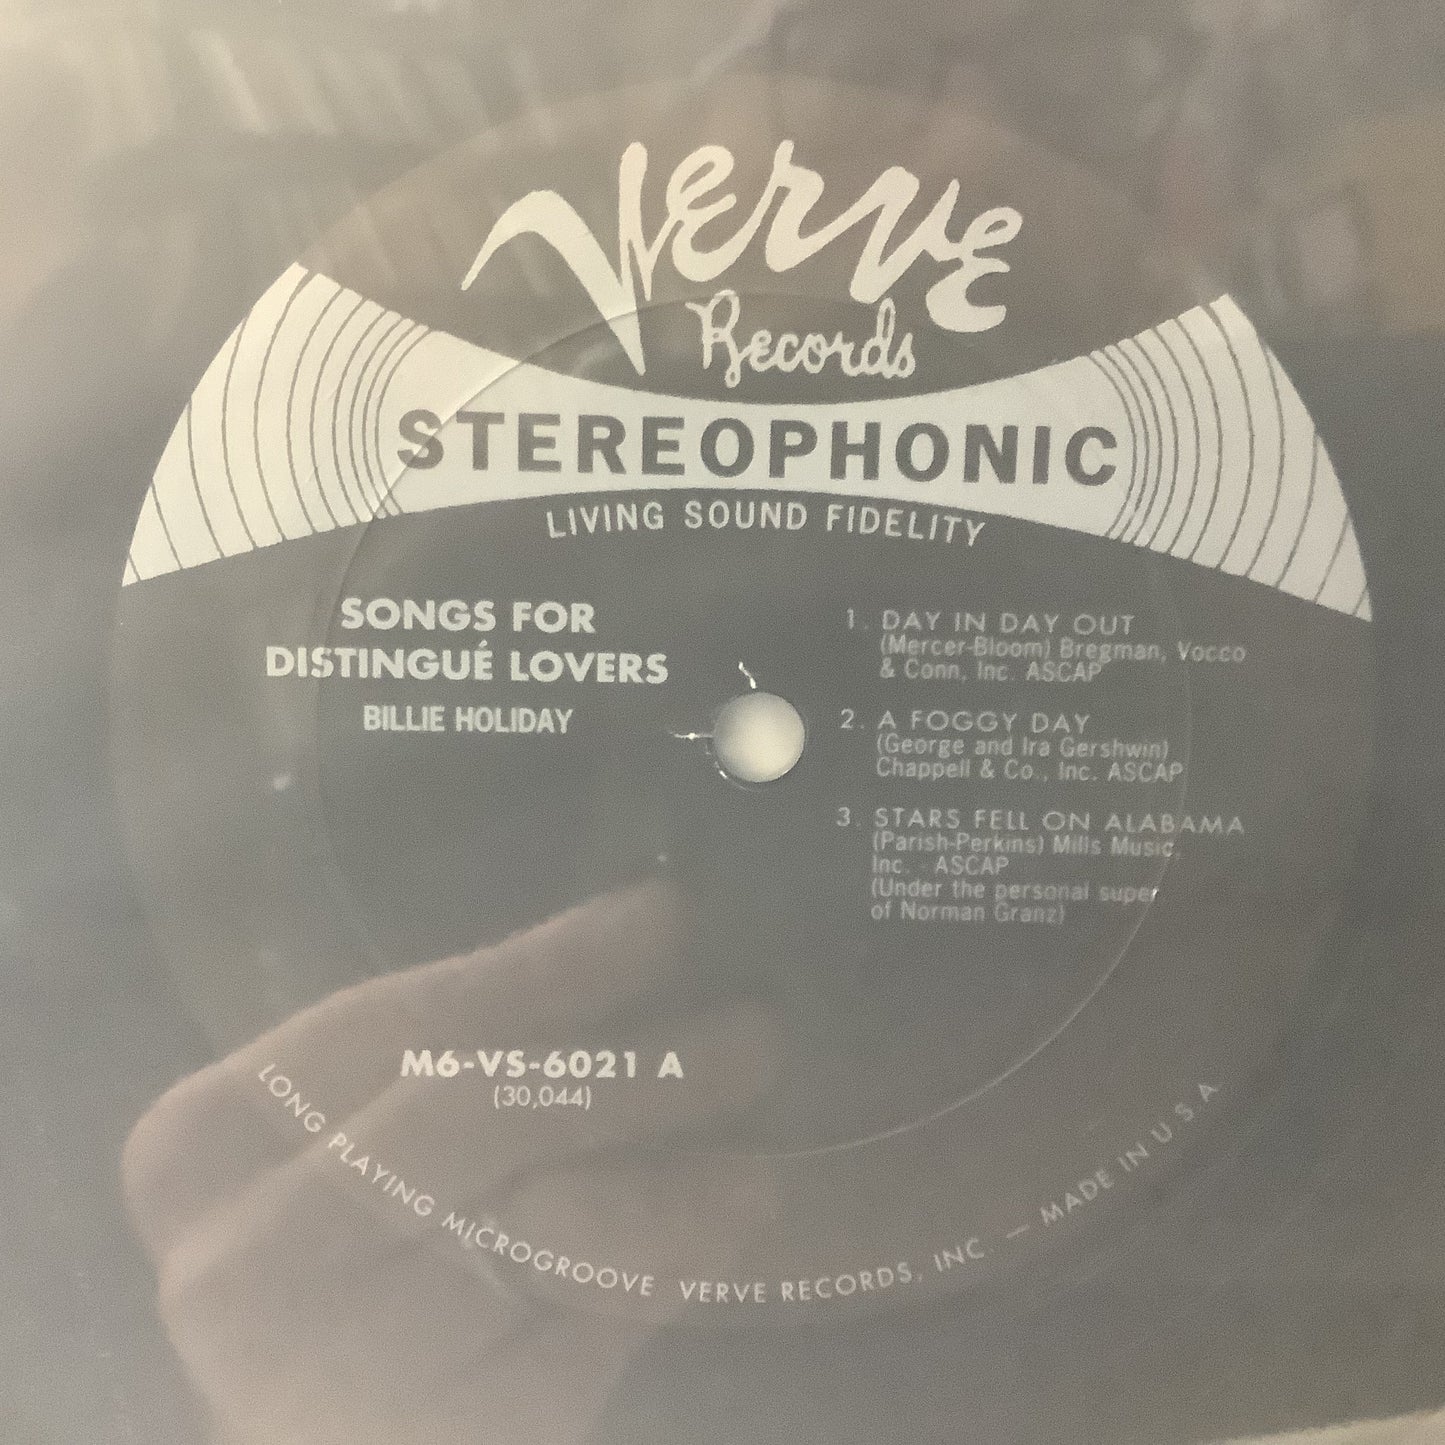 Verve
Records
STEREOPHONIC
LIVING SOUND FIDELITY
SONGS FOR
DISTINGUÉ LOVERS
BILLIE HOLIDAY
1. DAY IN DAY OUT
(Mercer-Bloom) Bregman, Vocco
& Conn, Inc. ASCAP
2. A FOGGY DAY
(George and Ira Gershwin)
Chappell & Co., Inc. ASCAP
3. STARS FELL ON ALABAMA
(Parish-Perkins) Mills Music,
Inc. - ASCAP
(Under the personal super
of Norman Granz)
M6-VS-6021 A
(30,044)
LONG PLAYING MICROGROOVE VERVE RECORDS, INC. — MADE IN U.S.A.